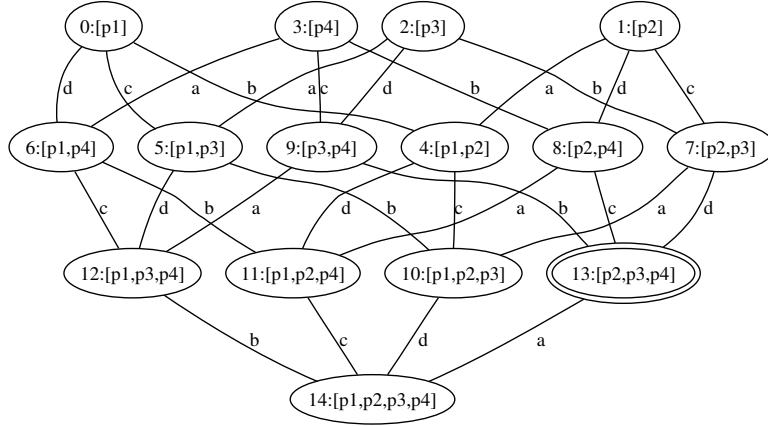 0:[p1] 3:[p4] 2:[p3] 1:[p2]
d c b a c a d b a d b c
6:[p1,p4] 5:[p1,p3] 9:[p3,p4] 4:[p1,p2] 8:[p2,p4] 7:[p2,p3]
c d b a d b c a b c a d
12:[p1,p3,p4] 11:[p1,p2,p4] 10:[p1,p2,p3] 13:[p2,p3,p4]
b c d a
14:[p1,p2,p3,p4]